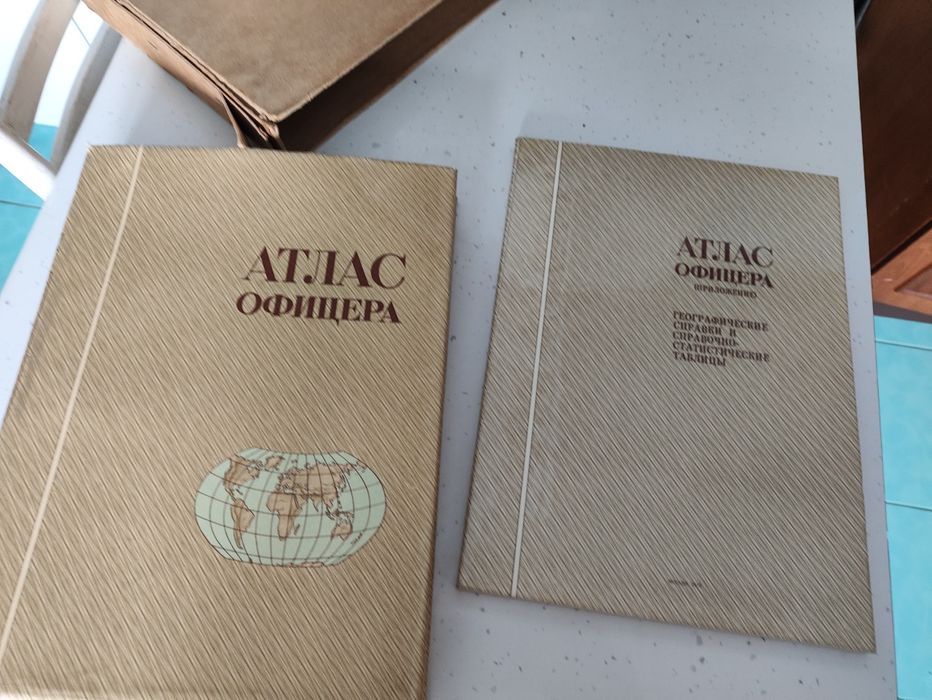 АТЛАС
ОФИЦЕРА
АТЛАС
ОФИЦЕРА
(ПРИЛОЖЕНИЕ)
ГЕОГРАФИЧЕСКИЕ
СПРАВКИ И
СПРАВОЧНО-
СТАТИСТИЧЕСКИЕ
ТАБЛИЦЫ